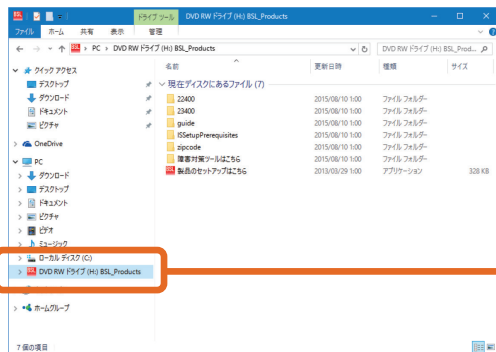 ドライブ ツール DVD RW ドライブ (H:) BSL_Products
ファイル ホーム 共有 表示 管理
PC › DVD RW ドライブ (H:) BSL_Products
DVD RW ドライブ (H:) BSL_Prod...
名前 更新日時 種類 サイズ
クイック アクセス
デスクトップ
ダウンロード
ドキュメント
ピクチャ
OneDrive
PC
ダウンロード
デスクトップ
ドキュメント
ピクチャ
ビデオ
ミュージック
ローカル ディスク (C:)
DVD RW ドライブ (H:) BSL_Products
ホームグループ
現在ディスクにあるファイル (7)
22400 2015/08/10 1:00 ファイル フォルダー
23400 2015/08/10 1:00 ファイル フォルダー
guide 2015/08/10 1:00 ファイル フォルダー
ISSetupPrerequisites 2015/08/10 1:00 ファイル フォルダー
zipcode 2015/08/10 1:00 ファイル フォルダー
障害対策ツールはこちら 2015/08/10 1:00 ファイル フォルダー
製品のセットアップはこちら 2013/03/29 1:00 アプリケーション 328 KB
7 個の項目